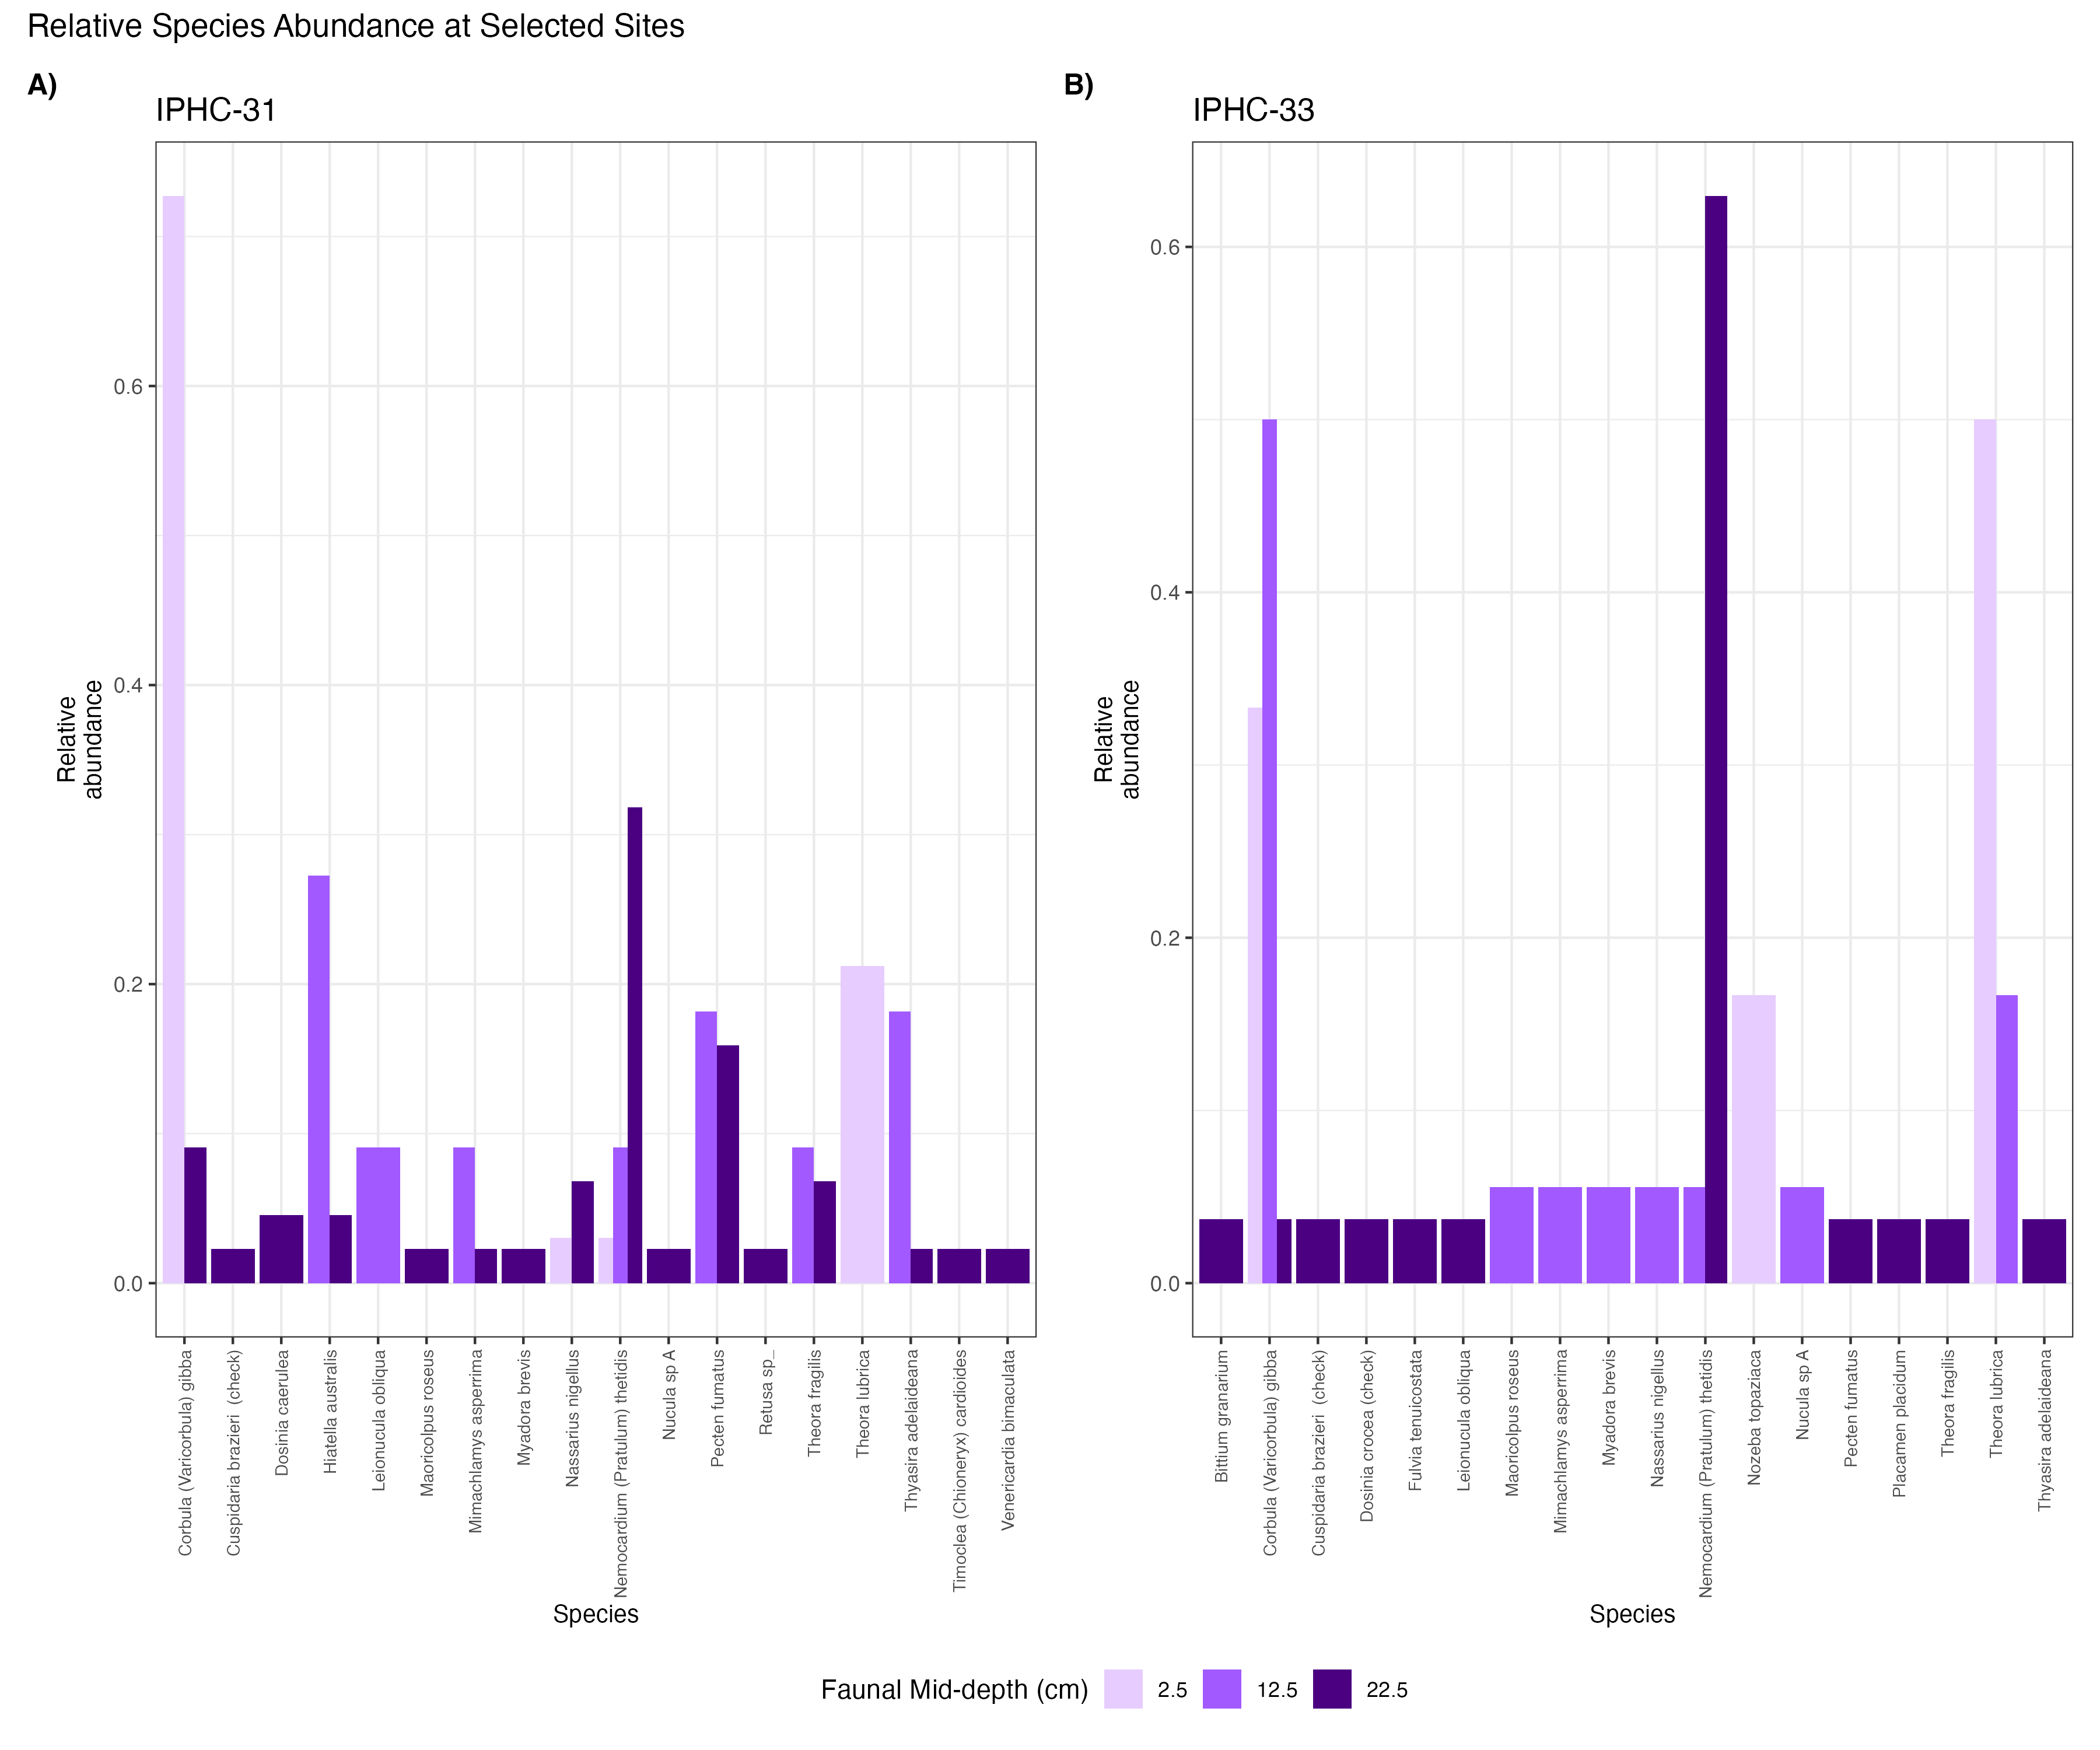 Relative Species Abundance at Selected Sites
A)
IPHC-31
Relative
abundance
0.6
0.4
0.2
0.0
Corbula (Varicorbula) gibba
Cuspidaria brazieri  (check)
Dosinia caerulea
Hiatella australis
Leionucula obliqua
Maoricolpus roseus
Mimachlamys asperrima
Myadora brevis
Nassarius nigellus
Nemocardium (Pratulum) thetidis
Nucula sp A
Pecten fumatus
Retusa sp_
Theora fragilis
Theora lubrica
Thyasira adelaideana
Timoclea (Chioneryx) cardioides
Venericardia bimaculata
Species
B)
IPHC-33
Relative
abundance
0.6
0.4
0.2
0.0
Bittium granarium
Corbula (Varicorbula) gibba
Cuspidaria brazieri  (check)
Dosinia crocea (check)
Fulvia tenuicostata
Leionucula obliqua
Maoricolpus roseus
Mimachlamys asperrima
Myadora brevis
Nassarius nigellus
Nemocardium (Pratulum) thetidis
Nozeba topaziaca
Nucula sp A
Pecten fumatus
Placamen placidum
Theora fragilis
Theora lubrica
Thyasira adelaideana
Species
Faunal Mid-depth (cm) 2.5 12.5 22.5